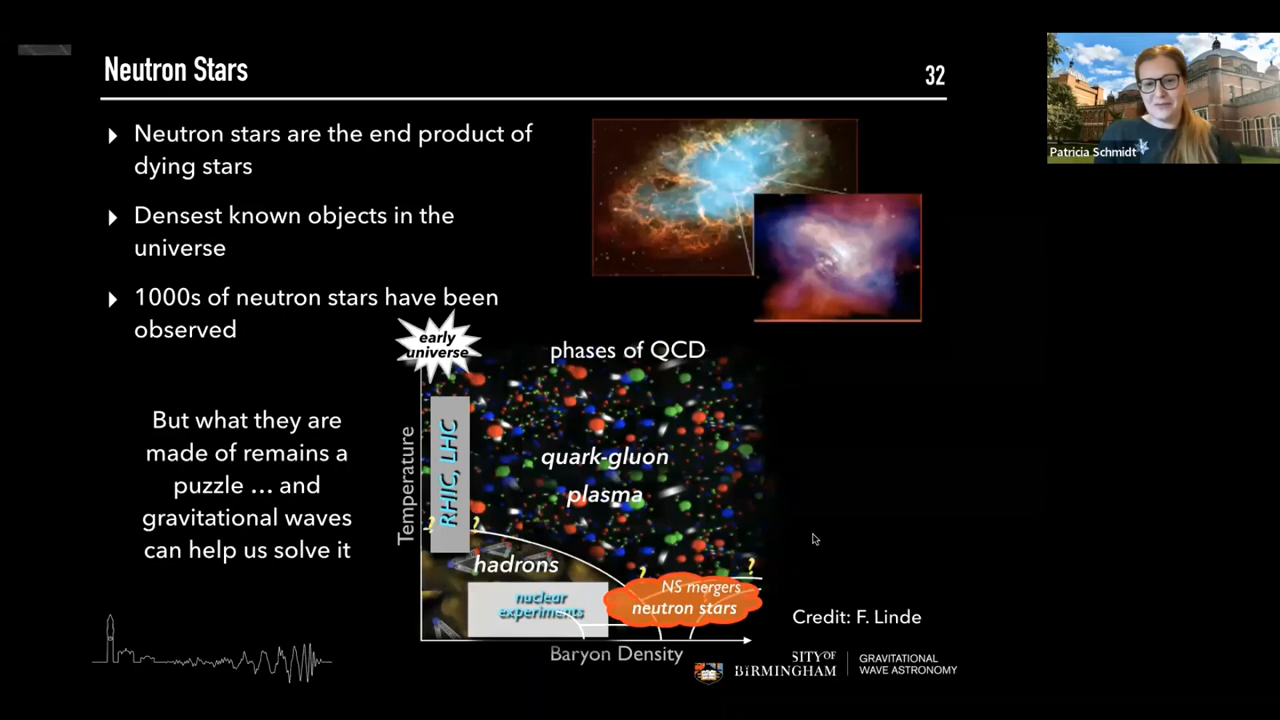 Neutron Stars
32
Neutron stars are the end product of
dying stars
Densest known objects in the
universe
1000s of neutron stars have been
observed
But what they are
made of remains a
puzzle … and
gravitational waves
can help us solve it
early
universe
phases of QCD
Temperature
RHIC, LHC
quark-gluon
plasma
? ?
hadrons
nuclear
experiments
? ?
NS mergers
neutron stars
Baryon Density
Credit: F. Linde
SITYOF
BIRMINGHAM
GRAVITATIONAL
WAVE ASTRONOMY
Patricia Schmidt